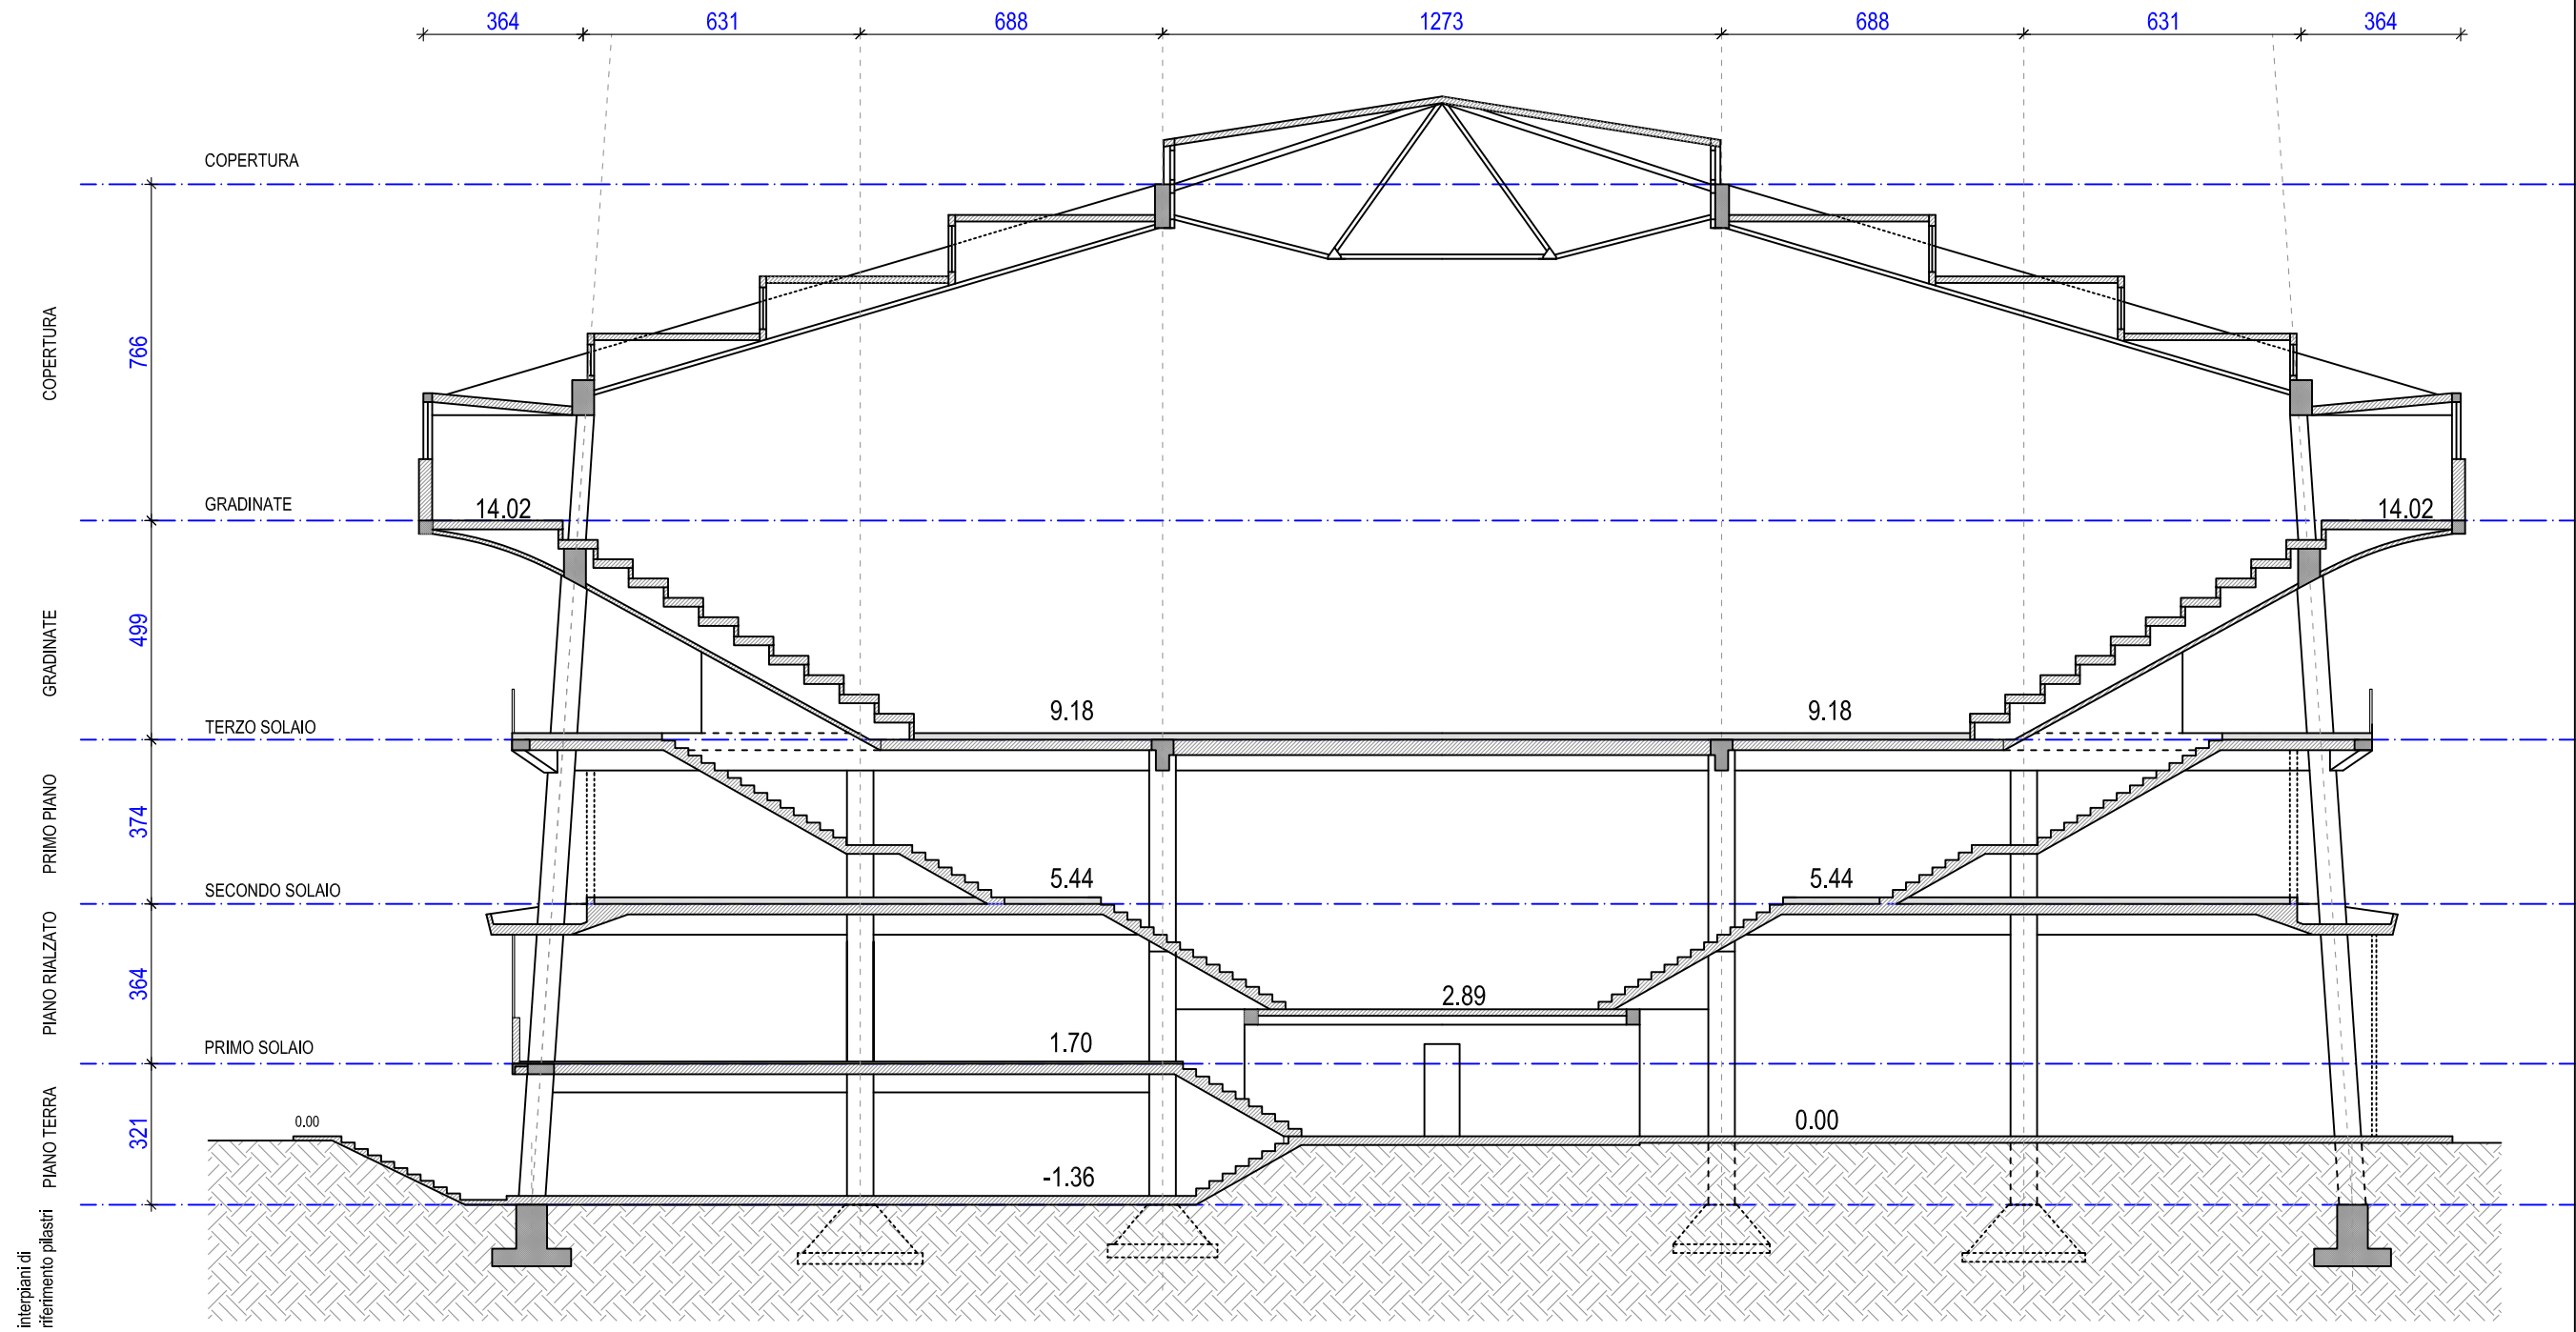 364 631 688 1273 688 631 364
COPERTURA
COPERTURA
766
GRADINATE
14.02 14.02
GRADINATE
499
TERZO SOLAIO
9.18 9.18
PRIMO PIANO
374
SECONDO SOLAIO
5.44 5.44
PIANO RIALZATO
364
2.89
PRIMO SOLAIO
1.70
PIANO TERRA
321
0.00 0.00
-1.36
interpiani di
riferimento pilastri